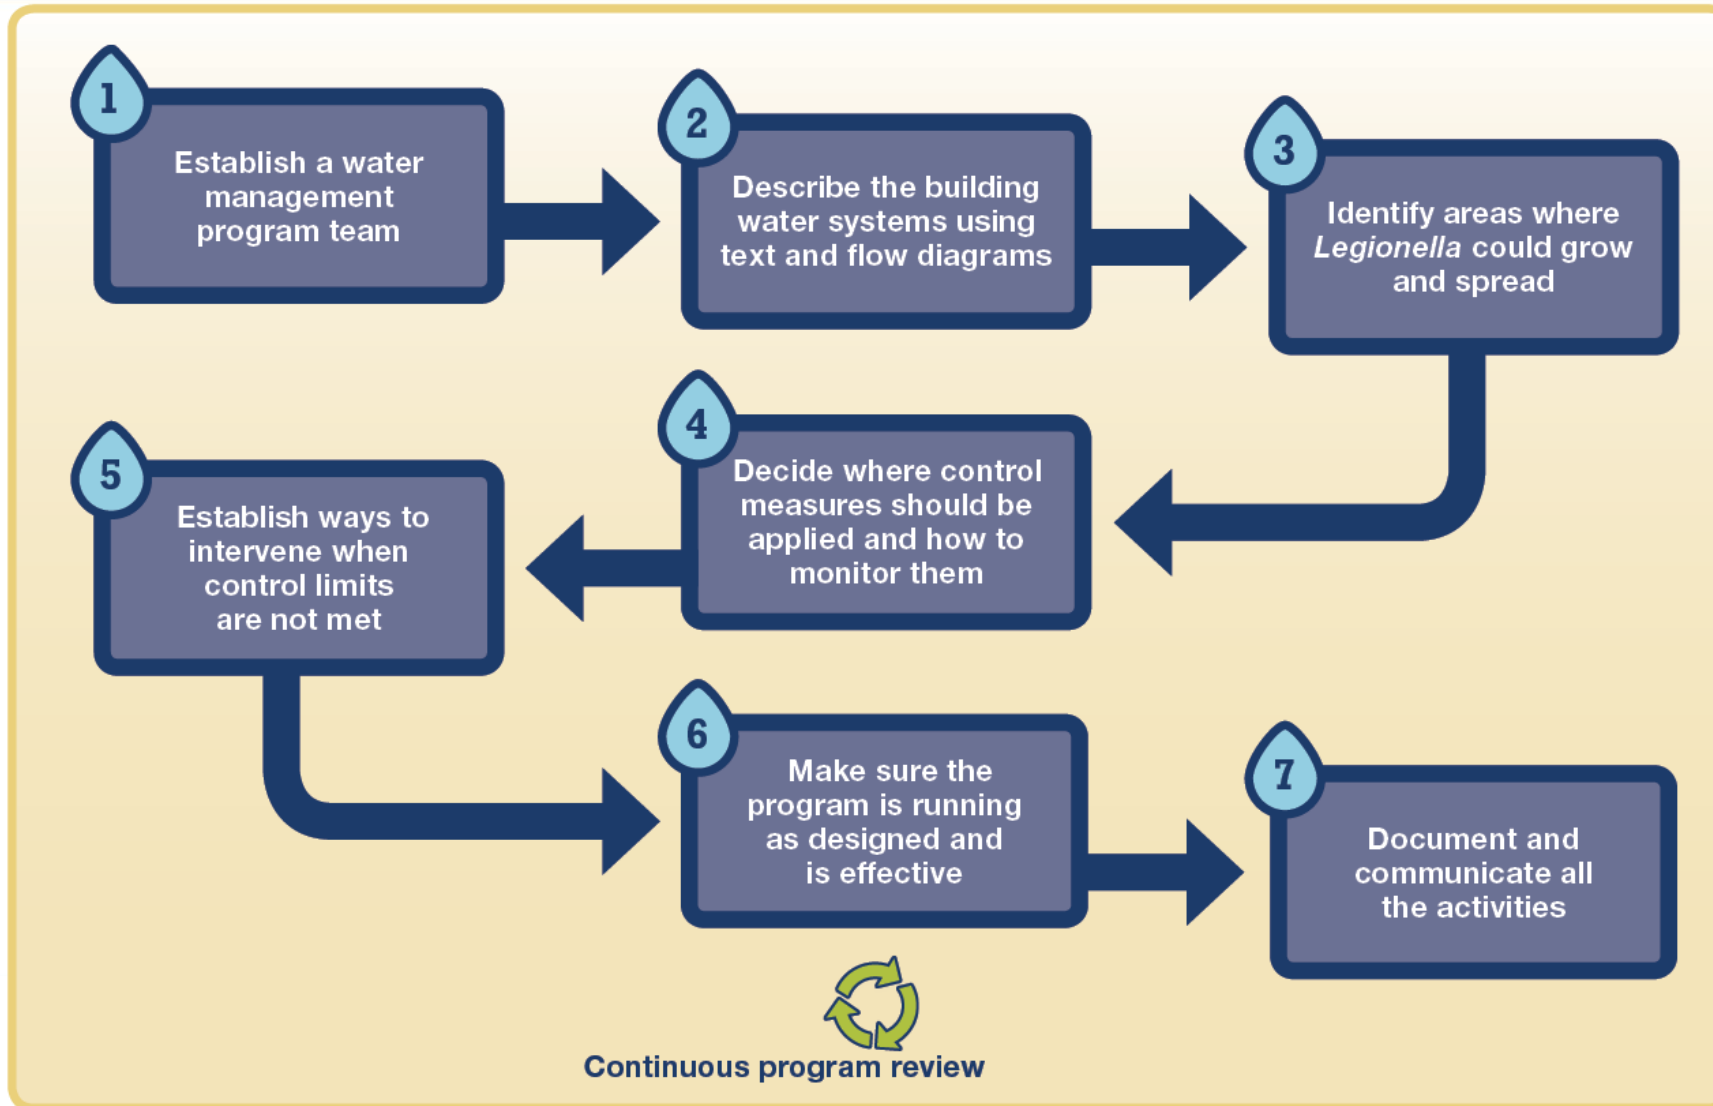 1
Establish a water
management
program team
2
Describe the building
water systems using
text and flow diagrams
3
Identify areas where
Legionella could grow
and spread
4
Decide where control
measures should be
applied and how to
monitor them
5
Establish ways to
intervene when
control limits
are not met
6
Make sure the
program is running
as designed and
is effective
7
Document and
communicate all
the activities
Continuous program review